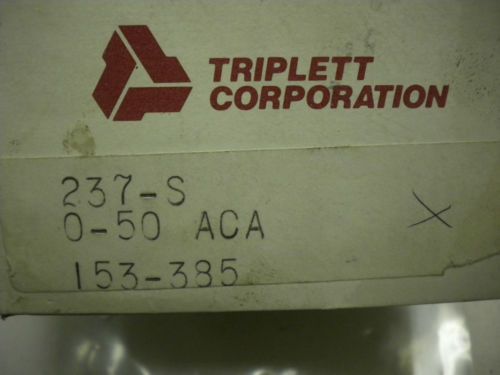 TRIPLETT
CORPORATION
237-S
0-50 ACA
153-385
X